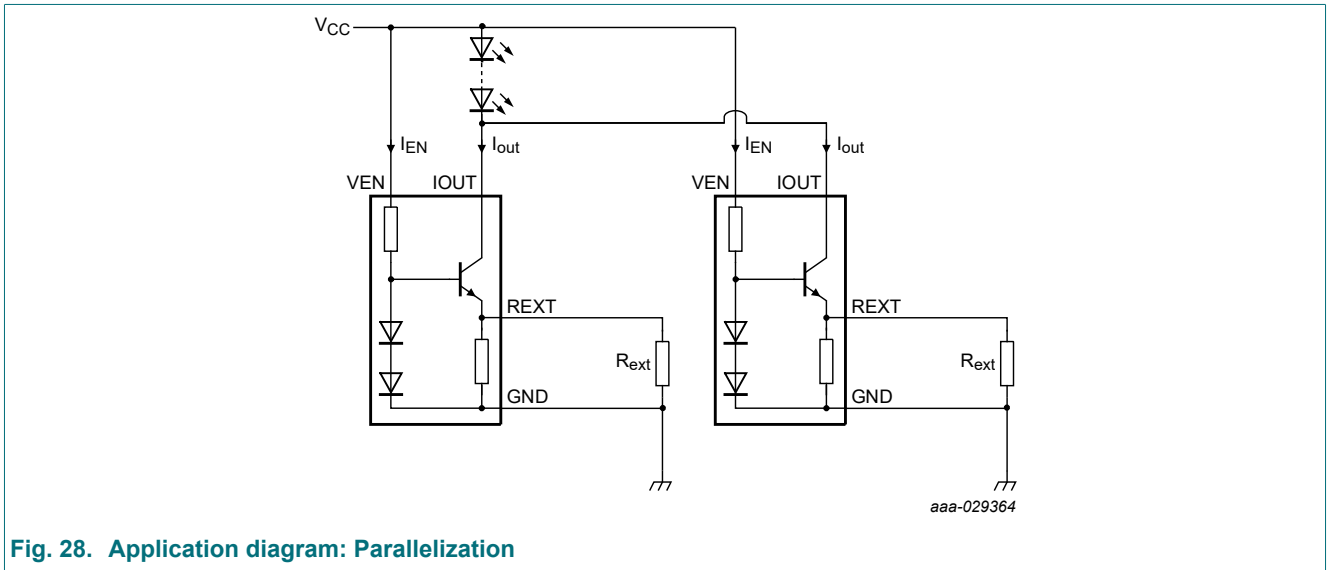 VCC
IEN
Iout
IEN
Iout
VEN
IOUT
VEN
IOUT
REXT
REXT
Rext
Rext
GND
GND
aaa-029364
Fig. 28. Application diagram: Parallelization